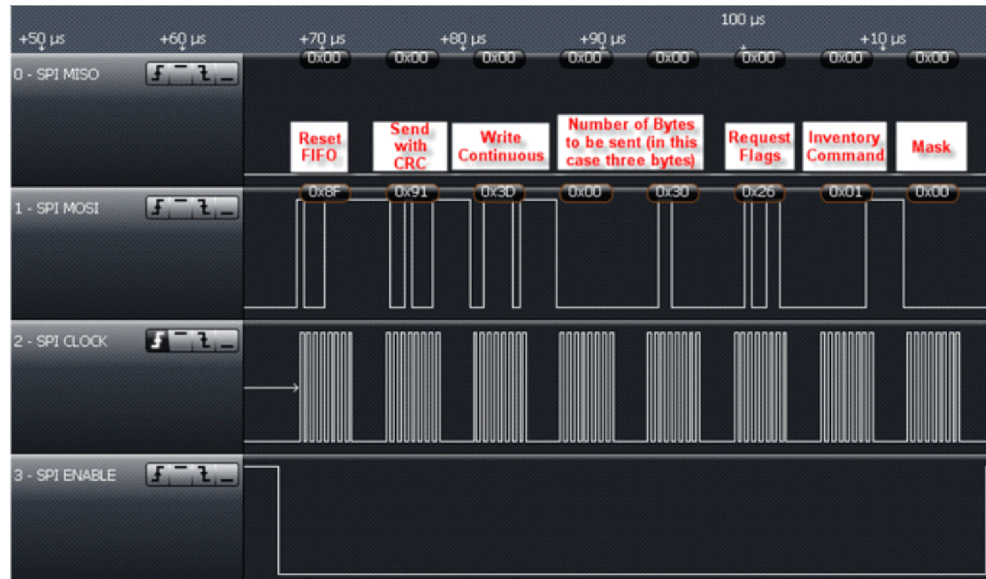 100 µs
+50 µs +60 µs +70 µs +80 µs +90 µs +10 µs
0 - SPI MISO
0x00 0x00 0x00 0x00 0x00 0x00 0x00 0x00
Reset
FIFO
Send
with
CRC
Write
Continuous
Number of Bytes
to be sent (in this
case three bytes)
Request
Flags
Inventory
Command
Mask
1 - SPI MOSI
0x8F 0x91 0x3D 0x00 0x30 0x26 0x01 0x00
2 - SPI CLOCK
3 - SPI ENABLE